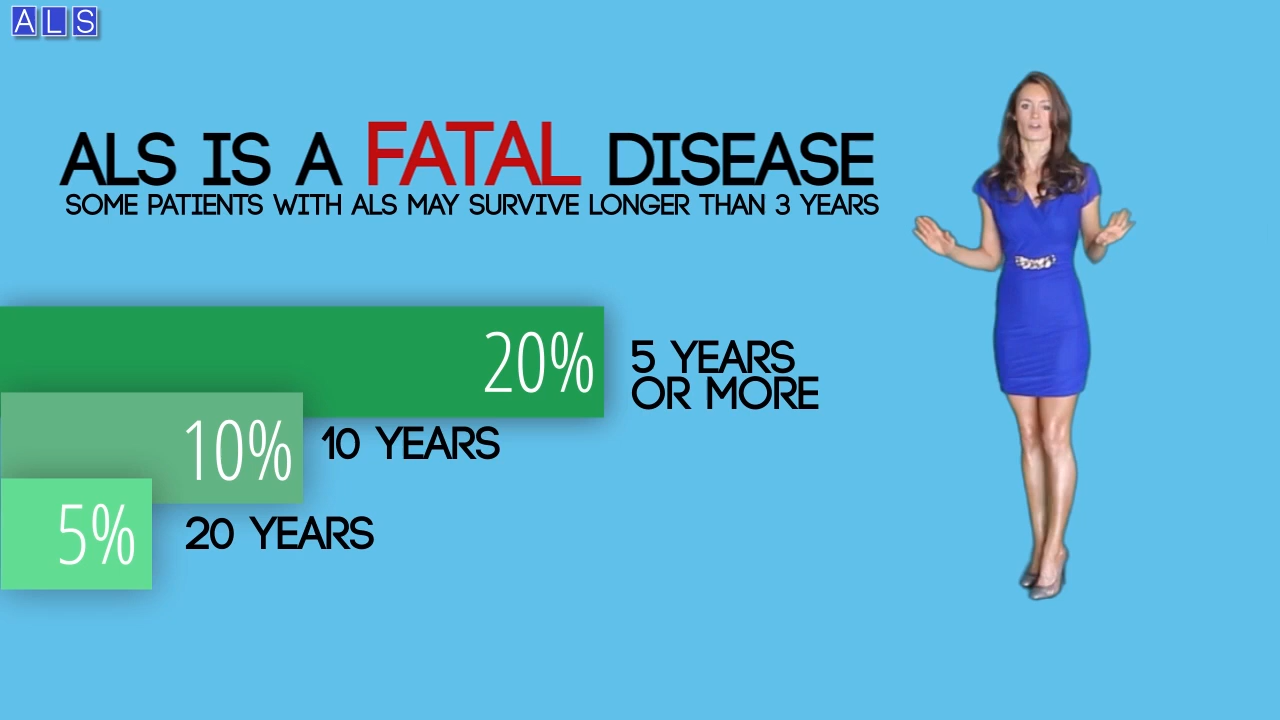 ALS
ALS IS A FATAL DISEASE
SOME PATIENTS WITH ALS MAY SURVIVE LONGER THAN 3 YEARS
20% 5 YEARS
OR MORE
10% 10 YEARS
5% 20 YEARS